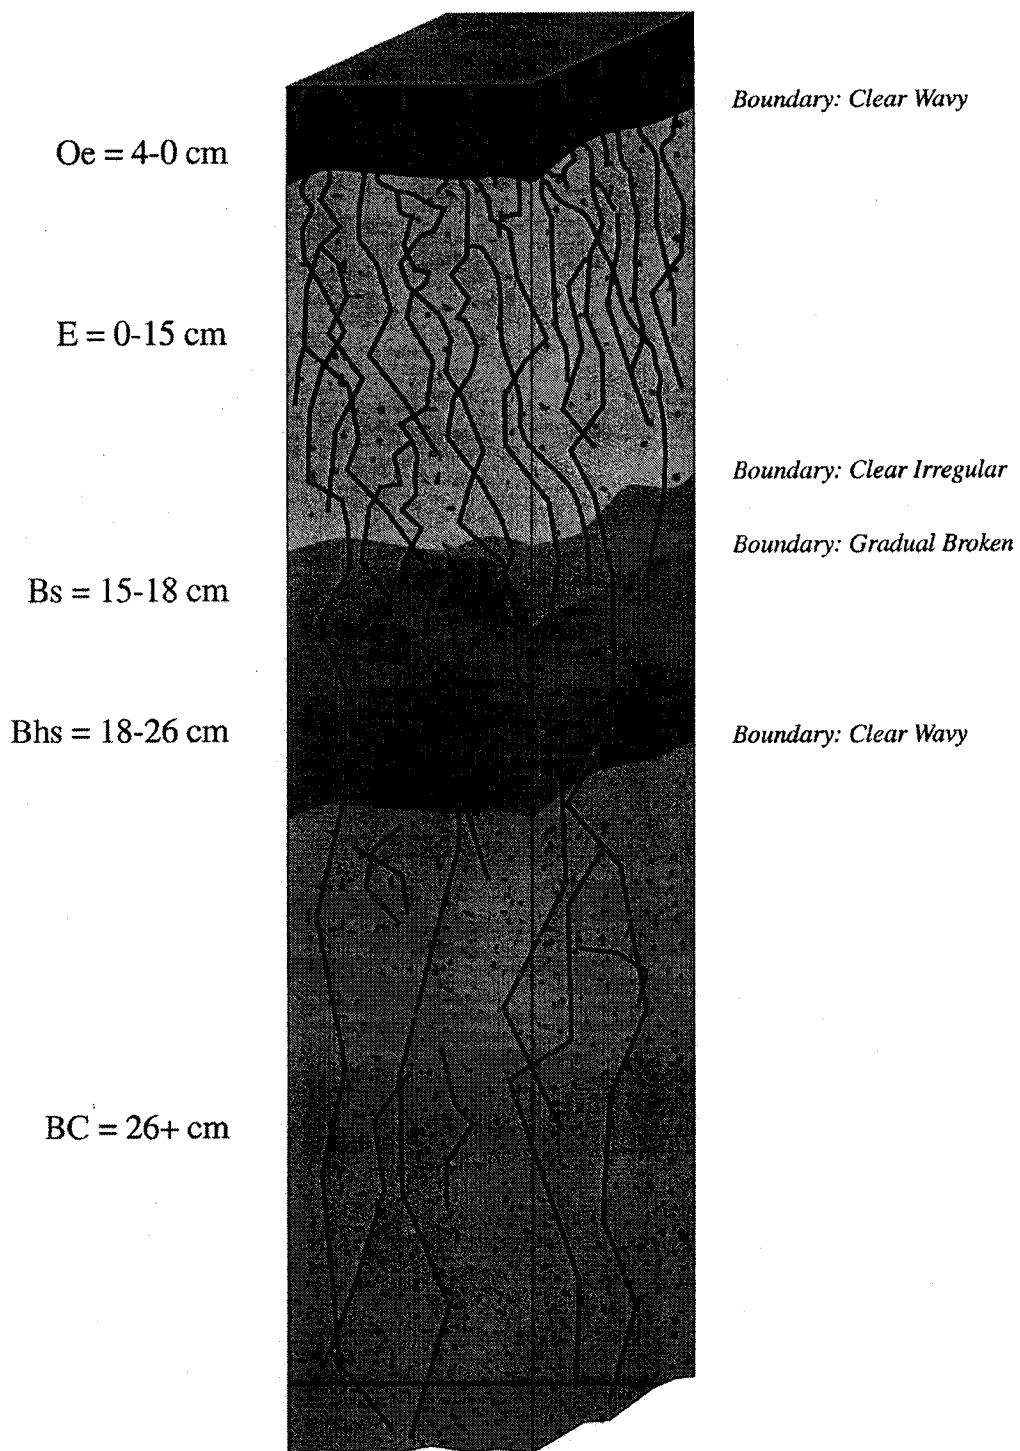 Boundary: Clear Wavy
Oe = 4-0 cm
E = 0-15 cm
Boundary: Clear Irregular
Boundary: Gradual Broken
Bs = 15-18 cm
Bhs = 18-26 cm
Boundary: Clear Wavy
BC = 26+ cm